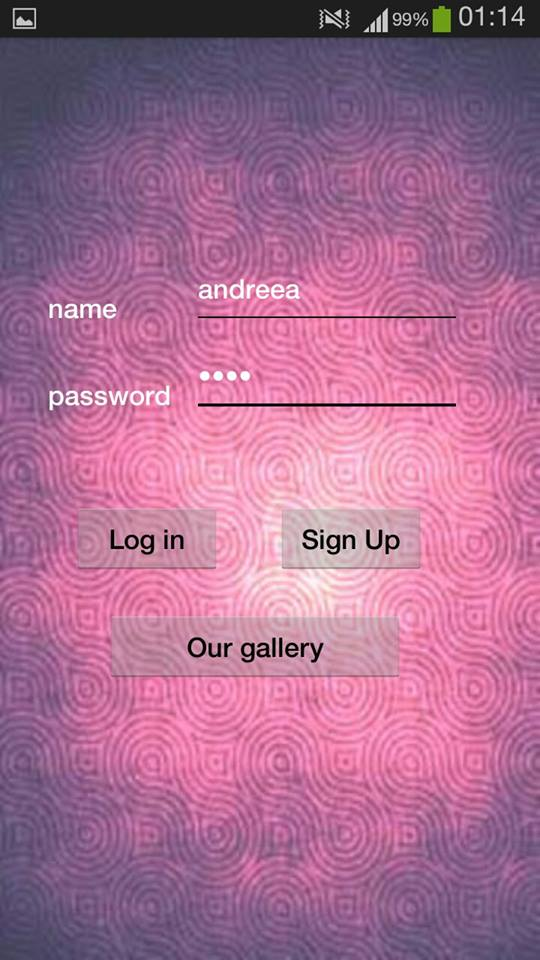 99% 01:14
andreea
name
••••
password
Log in Sign Up
Our gallery